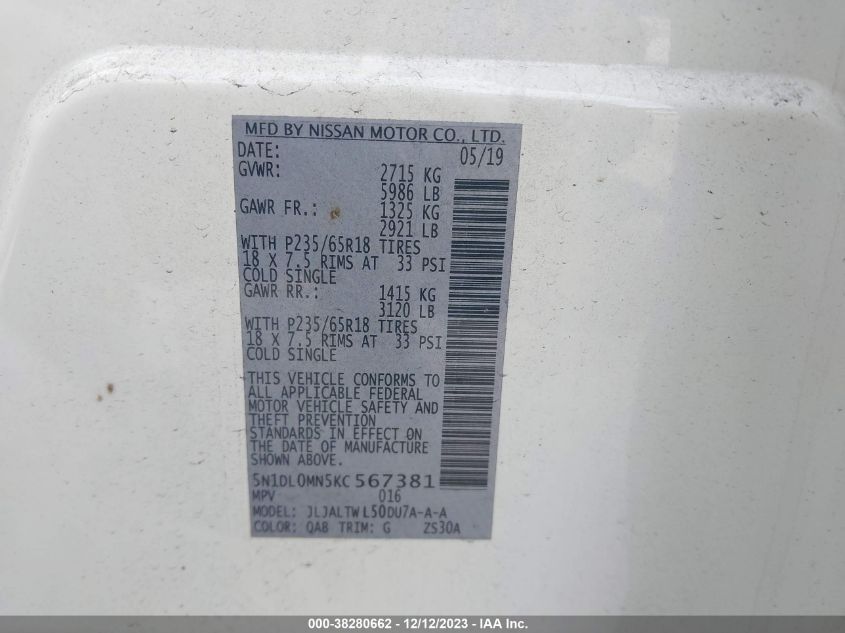 MFD BY NISSAN MOTOR CO., LTD.
DATE: 05/19
GVWR: 2715 KG
5986 LB
GAWR FR.: 1325 KG
2921 LB
WITH P235/65R18 TIRES
18 X 7.5 RIMS AT 33 PSI
COLD SINGLE
GAWR RR.: 1415 KG
3120 LB
WITH P235/65R18 TIRES
18 X 7.5 RIMS AT 33 PSI
COLD SINGLE
THIS VEHICLE CONFORMS TO
ALL APPLICABLE FEDERAL
MOTOR VEHICLE SAFETY AND
THEFT PREVENTION
STANDARDS IN EFFECT ON
THE DATE OF MANUFACTURE
SHOWN ABOVE.
5N1DL0MN5KC567381
MPV 016
MODEL: JLJALTWL50DU7A-A-A
COLOR: QAB TRIM: G ZS30A
000-38280662 - 12/12/2023 - IAA Inc.